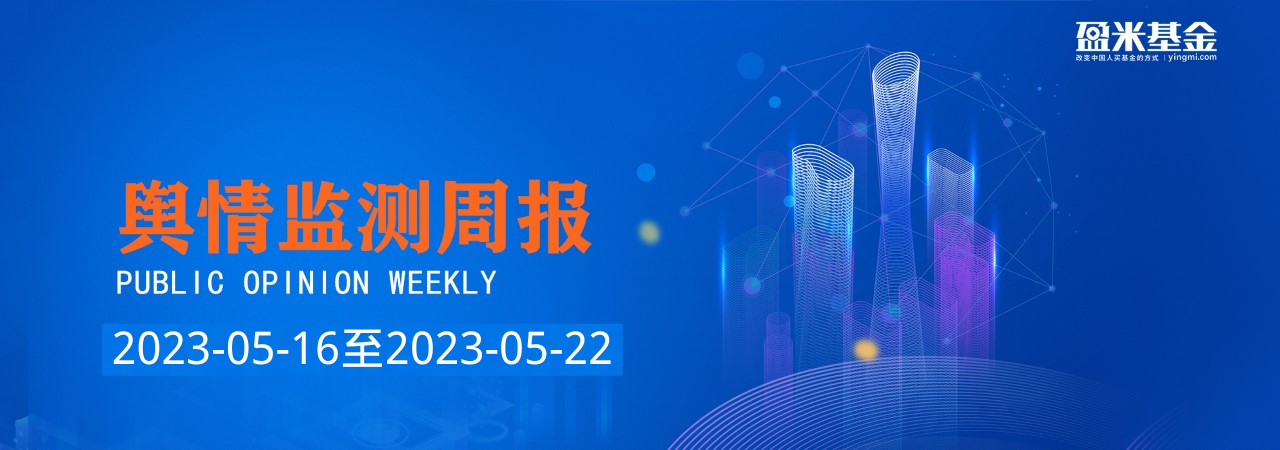 盈米基金
改变中国人买基金的方式 | yingmi.com
舆情监测周报
PUBLIC OPINION WEEKLY
2023-05-16至2023-05-22